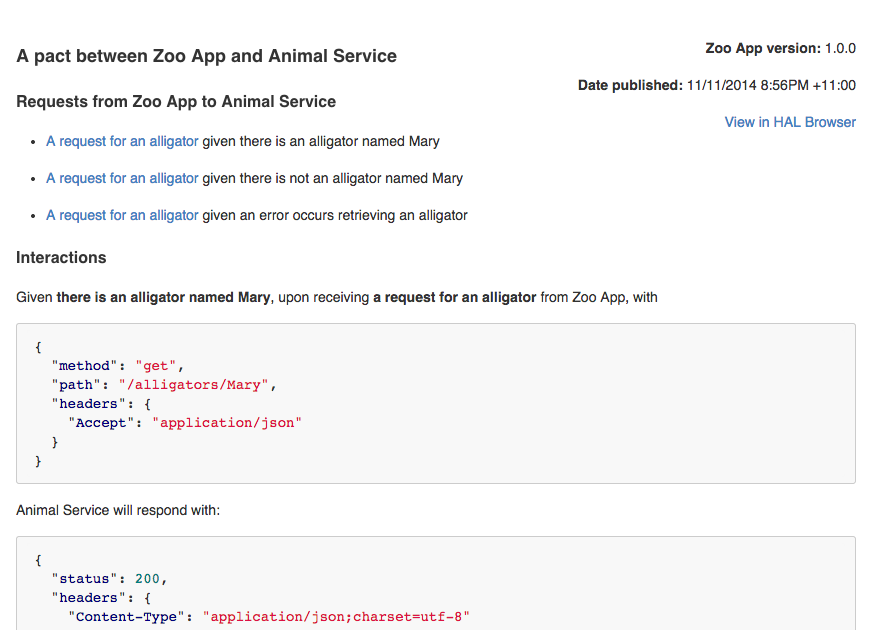 A pact between Zoo App and Animal Service
Zoo App version: 1.0.0
Date published: 11/11/2014 8:56PM +11:00
View in HAL Browser
Requests from Zoo App to Animal Service
• A request for an alligator given there is an alligator named Mary
• A request for an alligator given there is not an alligator named Mary
• A request for an alligator given an error occurs retrieving an alligator
Interactions
Given there is an alligator named Mary, upon receiving a request for an alligator from Zoo App, with
{
  "method": "get",
  "path": "/alligators/Mary",
  "headers": {
    "Accept": "application/json"
  }
}
Animal Service will respond with:
{
  "status": 200,
  "headers": {
    "Content-Type": "application/json;charset=utf-8"